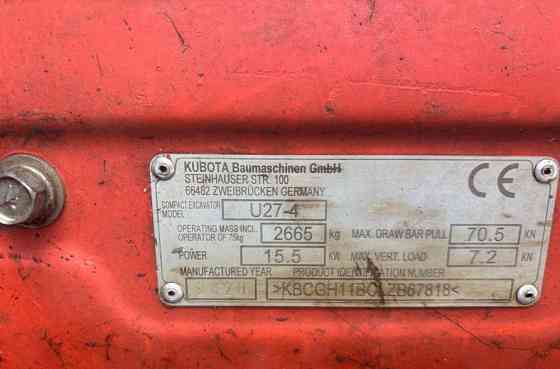 KUBOTA Baumaschinen GmbH
STEINHAUSER STR. 100
66482 ZWEIBRÜCKEN GERMANY
CE
COMPACT EXCAVATOR
MODEL U27-4
OPERATING MASS INCL.
OPERATOR OF 75kg 2665 kg MAX. DRAW BAR PULL 70.5 KN
POWER 15.5 KW MAX. VERT. LOAD 7.2 KN
MANUFACTURED YEAR PRODUCT IDENTIFICATION NUMBER